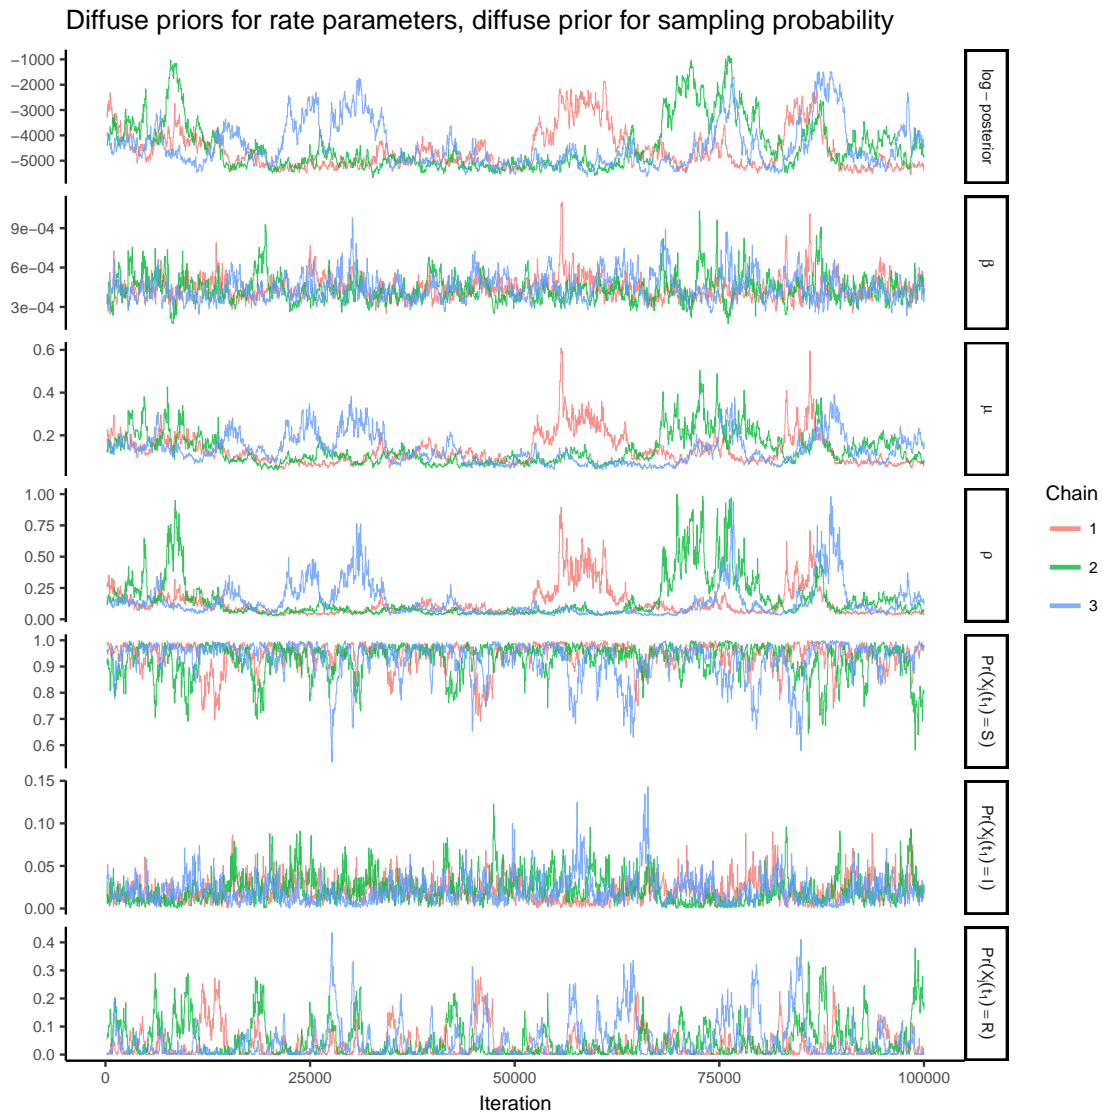 Diffuse priors for rate parameters, diffuse prior for sampling probability
−1000
−2000
−3000
−4000
−5000
log−posterior
9e−04
6e−04
3e−04
β
0.6
0.4
0.2
μ
1.00
0.75
0.50
0.25
0.00
ρ
1.0
0.9
0.8
0.7
0.6
Pr(Xj(t1) = S)
0.15
0.10
0.05
0.00
Pr(Xj(t1) = I)
0.4
0.3
0.2
0.1
0.0
Pr(Xj(t1) = R)
0 25000 50000 75000 100000
Iteration
Chain
1
2
3